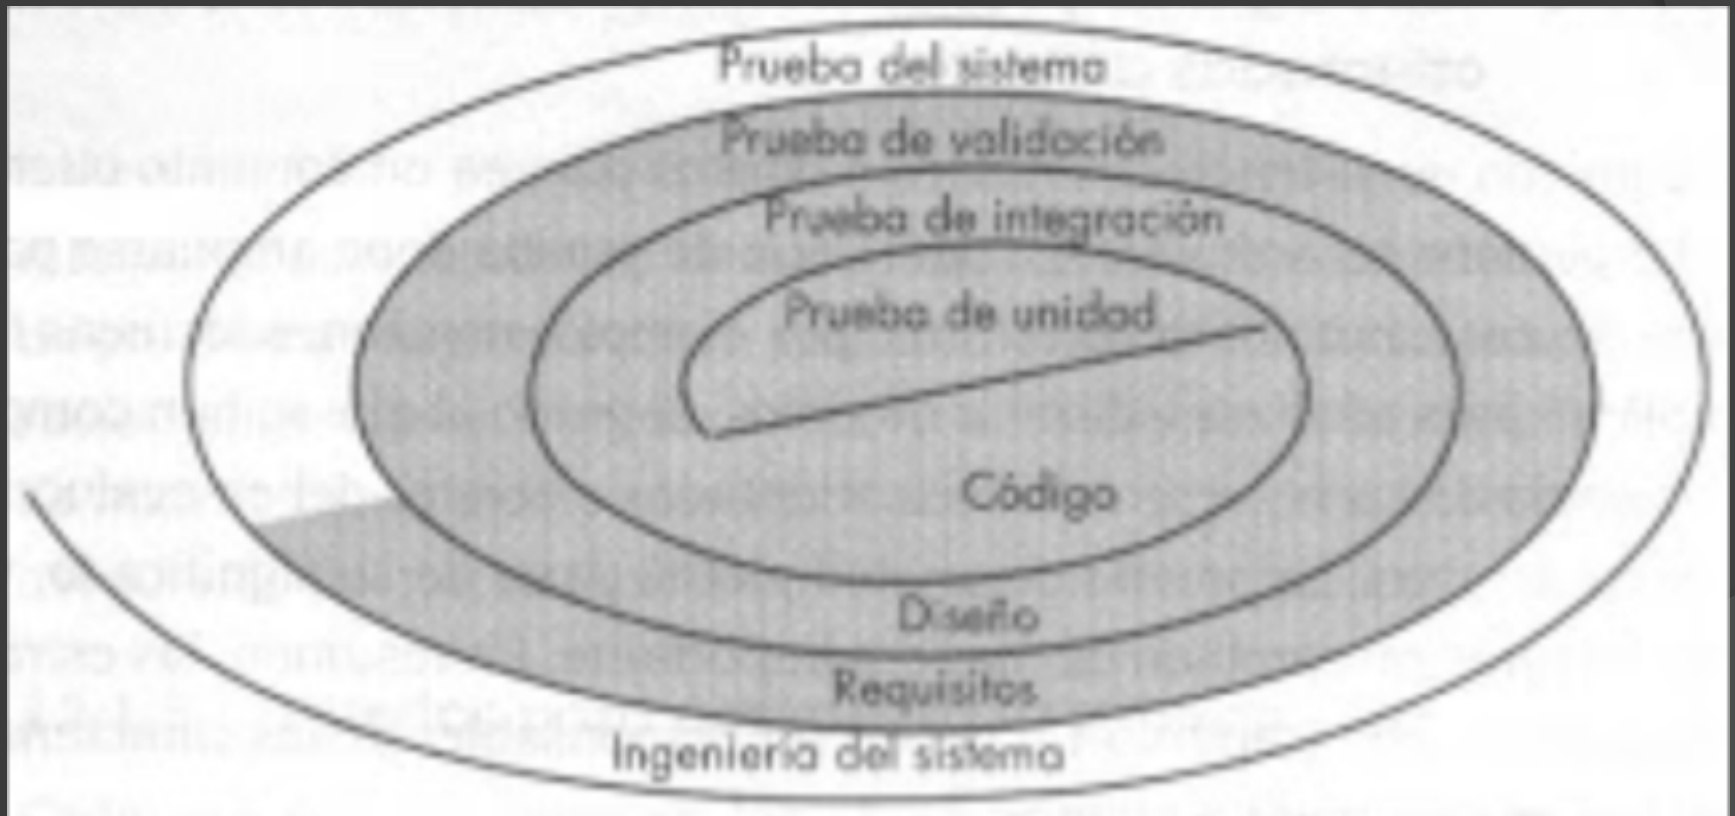 Prueba del sistema
Prueba de validación
Prueba de integración
Prueba de unidad
Código
Diseño
Requisitos
Ingeniería del sistema